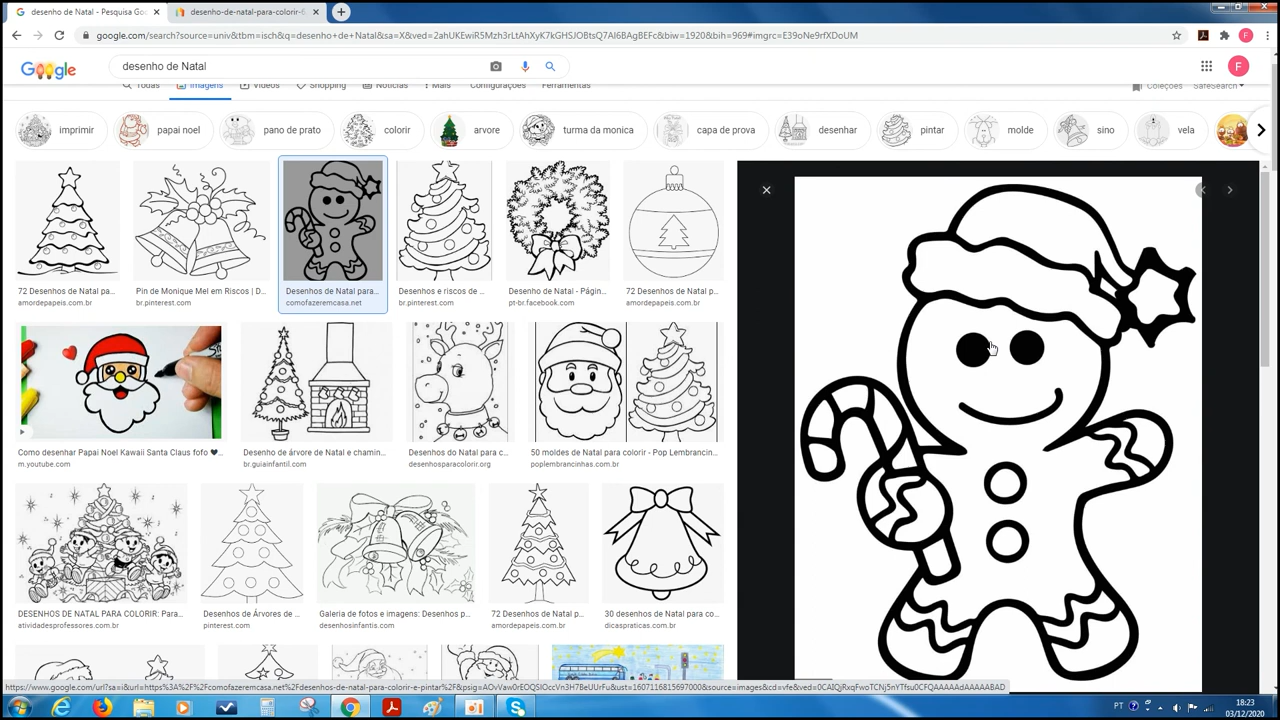 desenho de Natal - Pesquisa Goo
desenho-de-natal-para-colorir-6
google.com/search?source=univ&tbm=isch&q=desenho+de+Natal&sa=X&ved=2ahUKEwiR5Mzh3rLtAhXyK7kGHSJOBtsQ7Al6BAgBEFc&biw=1920&bih=969#imgrc=E39oNe9rfXDoUM
Google
desenho de Natal
Todas
Imagens
Vídeos
Shopping
Notícias
Mais
Configurações
Ferramentas
Coleções
SafeSearch
imprimir
papai noel
pano de prato
colorir
arvore
turma da monica
capa de prova
desenhar
pintar
molde
sino
vela
72 Desenhos de Natal pa...
amordepapeis.com.br
Pin de Monique Mel em Riscos | D...
br.pinterest.com
Desenhos de Natal para...
comofazeremcasa.net
Desenhos e riscos de ...
br.pinterest.com
Desenho de Natal - Págin...
pt-br.facebook.com
72 Desenhos de Natal p...
amordepapeis.com.br
Como desenhar Papai Noel Kawaii Santa Claus fofo ♥...
m.youtube.com
Desenho de árvore de Natal e chamin...
br.guiainfantil.com
Desenhos do Natal para c...
desenhosparacolorir.org
50 moldes de Natal para colorir - Pop Lembrancin...
poplembrancinhas.com.br
DESENHOS DE NATAL PARA COLORIR: Para...
atividadesprofessores.com.br
Desenhos de Árvores de ...
pinterest.com
Galeria de fotos e imagens: Desenhos p...
desenhosinfantis.com
72 Desenhos de Natal p...
amordepapeis.com.br
30 desenhos de Natal para co...
dicaspraticas.com.br
PT
18:23
03/12/2020